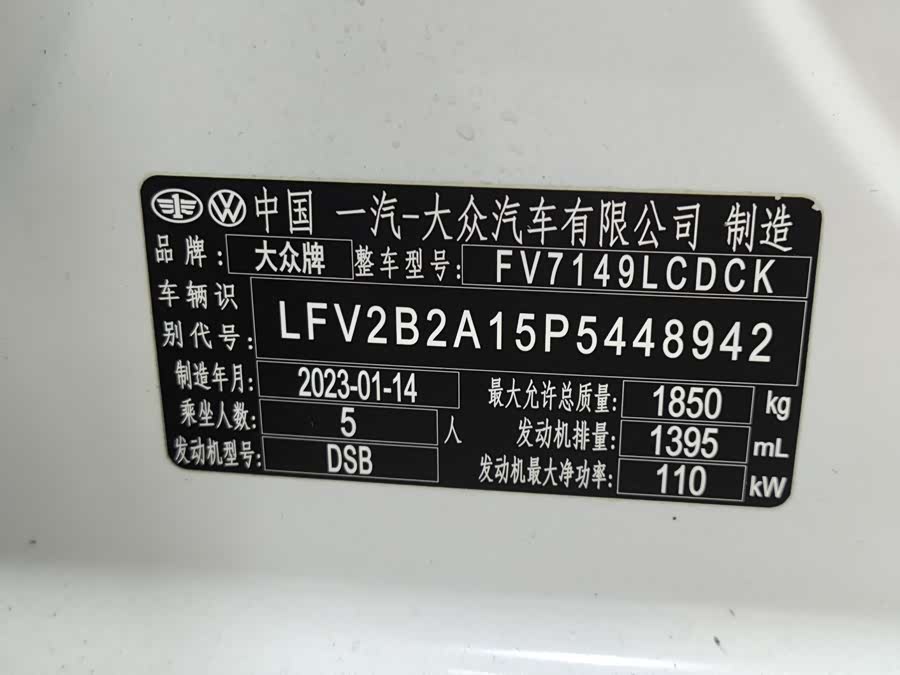 中国 一汽-大众汽车有限公司 制造
品牌: 大众牌 整车型号: FV7149LCDCK
车辆识
别代号: LFV2B2A15P5448942
制造年月: 2023-01-14 最大允许总质量: 1850 kg
乘坐人数: 5 人 发动机排量: 1395 mL
发动机型号: DSB 发动机最大净功率: 110 kW